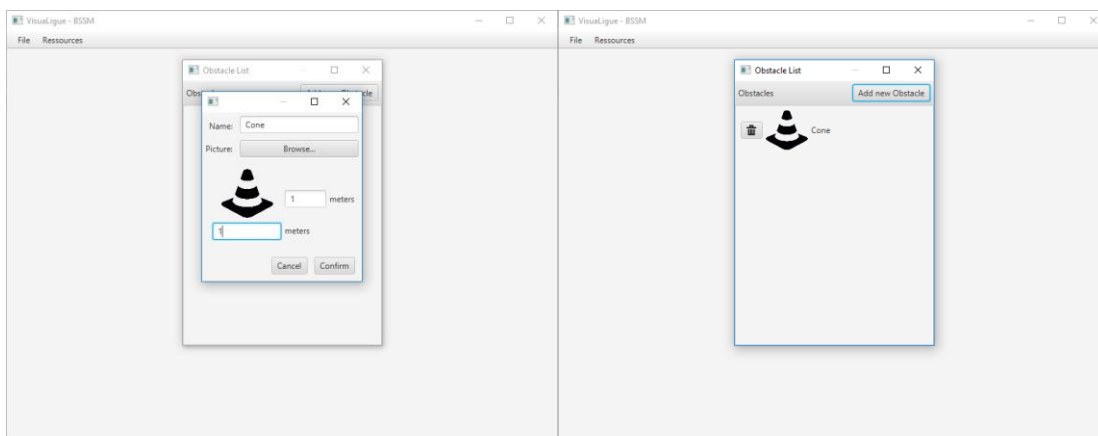 VisuaLigue - BSSM
File Ressources
Obstacle List
Name: Cone
Picture: Browse...
1 meters
1 meters
Cancel Confirm
VisuaLigue - BSSM
File Ressources
Obstacle List
Obstacles Add new Obstacle
Cone